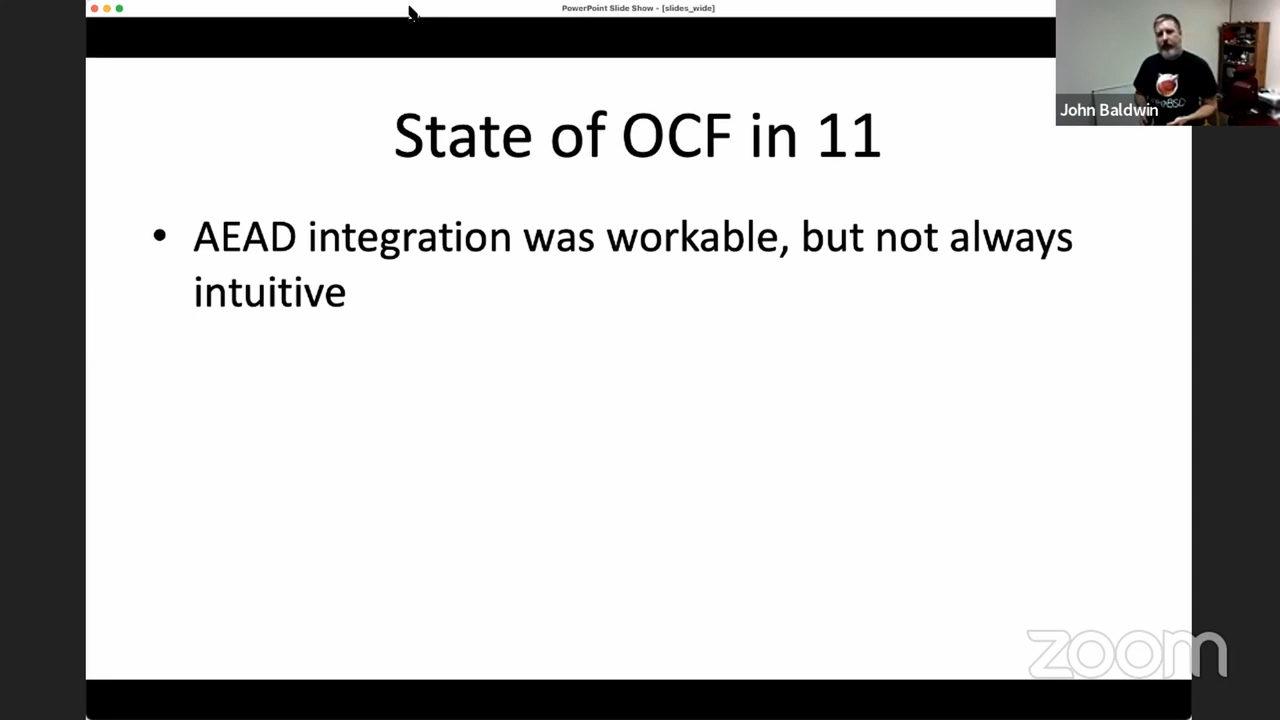 PowerPoint Slide Show - [slides_wide]
John Baldwin
State of OCF in 11
• AEAD integration was workable, but not always
intuitive
zoom